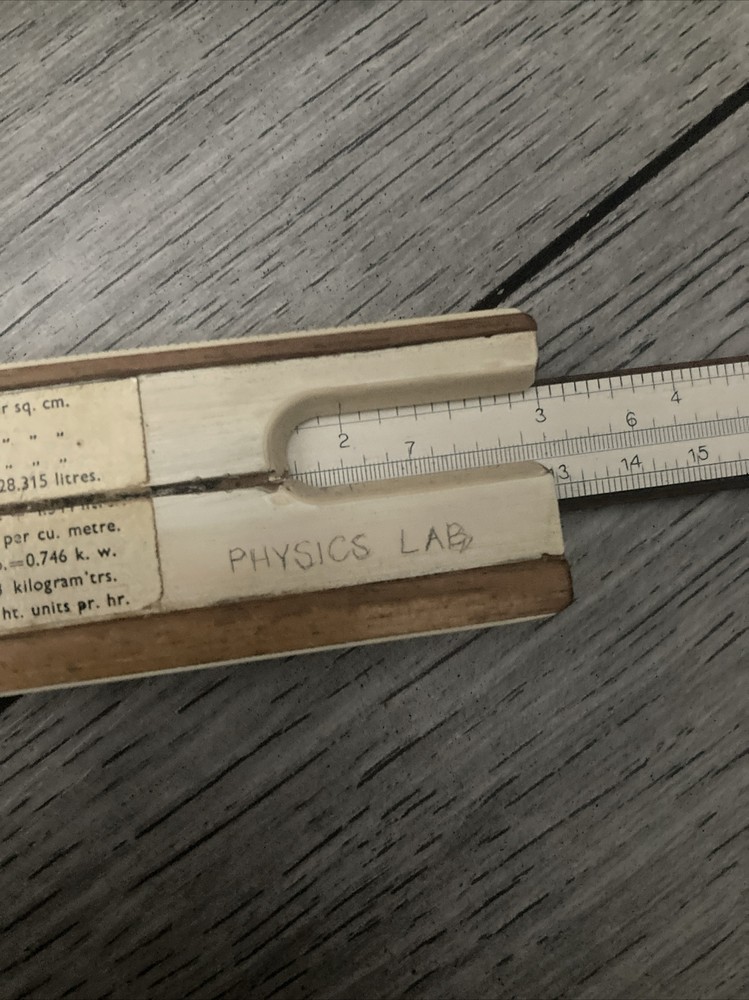 r sq. cm.
" " "
" " "
28.315 litres.
per cu. metre.
.=0.746 k. w.
kilogram'trs.
ht. units pr. hr.
PHYSICS LAB
2 3 4
7 6
13 14 15